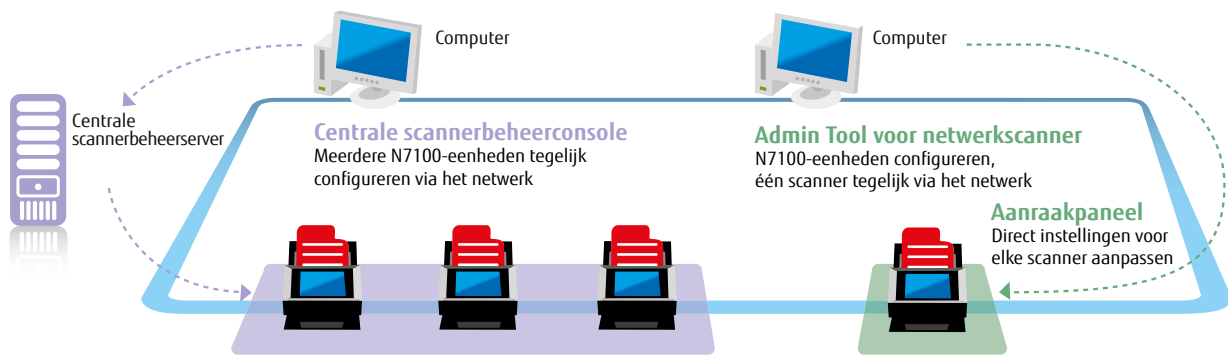 Computer
Computer
Centrale
scannerbeheerserver
Centrale scannerbeheerconsole
Meerdere N7100-eenheden tegelijk
configureren via het netwerk
Admin Tool voor netwerkscanner
N7100-eenheden configureren,
één scanner tegelijk via het netwerk
Aanraakpaneel
Direct instellingen voor
elke scanner aanpassen